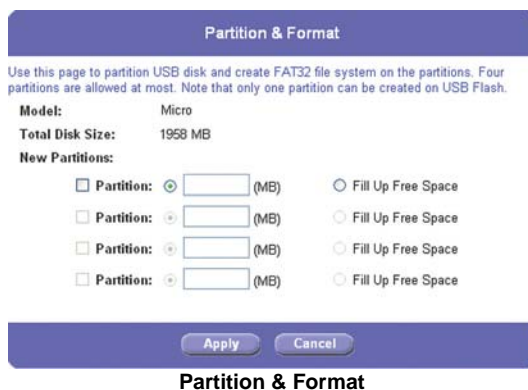 Partition & Format
Use this page to partition USB disk and create FAT32 file system on the partitions. Four
partitions are allowed at most. Note that only one partition can be created on USB Flash.
Model: Micro
Total Disk Size: 1958 MB
New Partitions:
Partition: (MB) Fill Up Free Space
Partition: (MB) Fill Up Free Space
Partition: (MB) Fill Up Free Space
Partition: (MB) Fill Up Free Space
Apply Cancel
Partition & Format